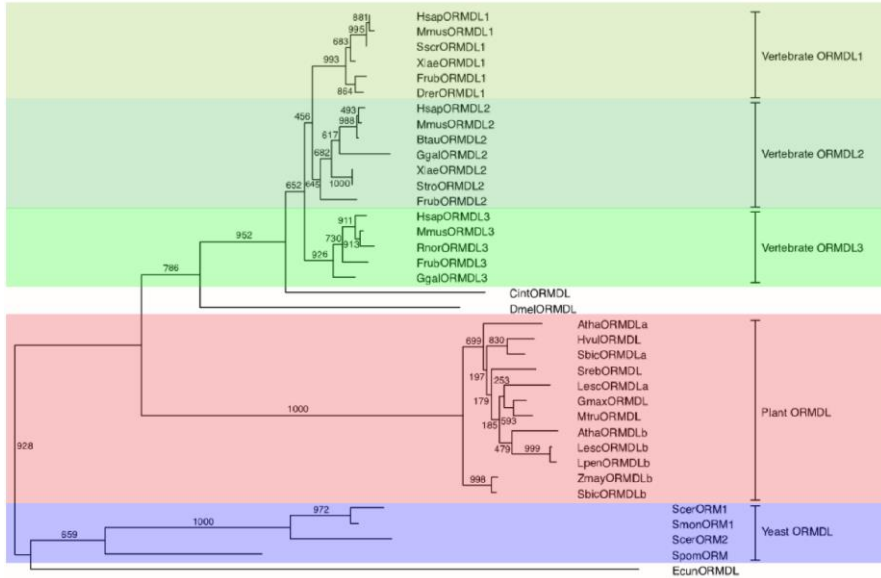 881
HsapORMDL1
995
MmusORMDL1
683
SscrORMDL1
993
XlaeORMDL1
Vertebrate ORMDL1
FrubORMDL1
864
DrerORMDL1
493
HsapORMDL2
456
988
MmusORMDL2
617
BtauORMDL2
682
GgalORMDL2
Vertebrate ORMDL2
XlaeORMDL2
652
645
1000
StroORMDL2
FrubORMDL2
911
HsapORMDL3
730
MmusORMDL3
952
913
RnorORMDL3
Vertebrate ORMDL3
926
FrubORMDL3
786
GgalORMDL3
CintORMDL
DmelORMDL
AthaORMDLa
699
830
HvulORMDL
SbicORMDLa
197
SrebORMDL
253
LescORMDLa
179
GmaxORMDL
1000
593
MtruORMDL
Plant ORMDL
185
AthaORMDLb
928
479
999
LescORMDLb
LpenORMDLb
998
ZmayORMDLb
SbicORMDLb
972
ScerORM1
1000
SmonORM1
Yeast ORMDL
659
ScerORM2
SpomORM
EcunORMDL